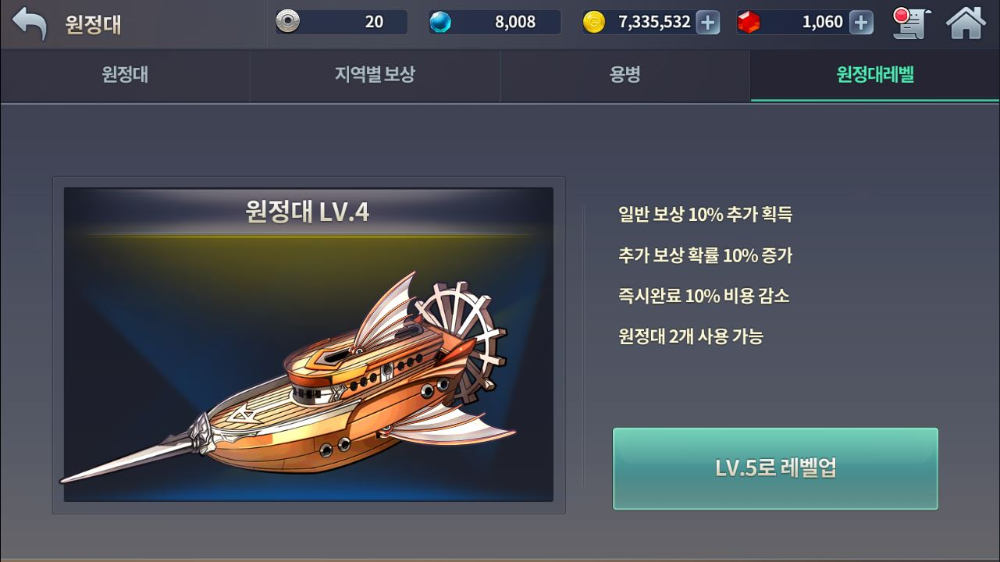 원정대
20
8,008
7,335,532
1,060
원정대
지역별 보상
용병
원정대레벨
원정대 LV.4
일반 보상 10% 추가 획득
추가 보상 확률 10% 증가
즉시완료 10% 비용 감소
원정대 2개 사용 가능
LV.5로 레벨업